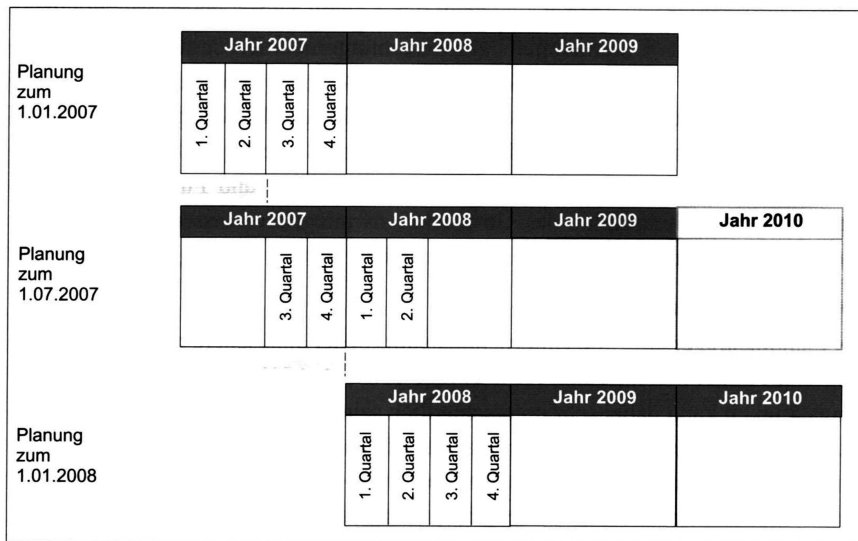 Jahr 2007 Jahr 2008 Jahr 2009
Planung
zum
1.01.2007
1. Quartal
2. Quartal
3. Quartal
4. Quartal
Jahr 2007 Jahr 2008 Jahr 2009 Jahr 2010
Planung
zum
1.07.2007
3. Quartal
4. Quartal
1. Quartal
2. Quartal
Jahr 2008 Jahr 2009 Jahr 2010
Planung
zum
1.01.2008
1. Quartal
2. Quartal
3. Quartal
4. Quartal